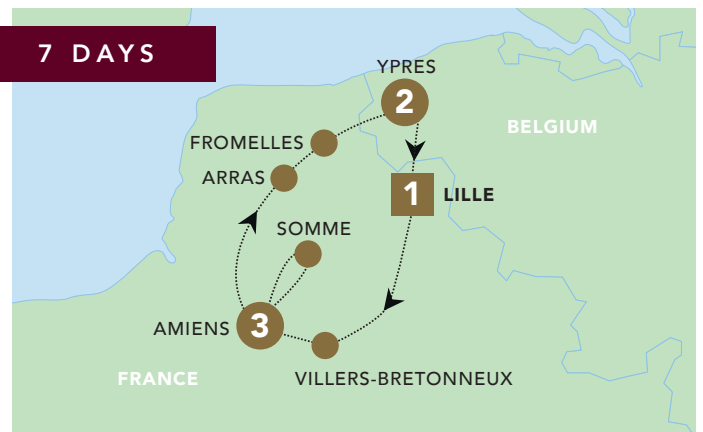 7 DAYS
YPRES
2
BELGIUM
FROMELLES
ARRAS
1
LILLE
SOMME
AMIENS
3
FRANCE
VILLERS-BRETONNEUX